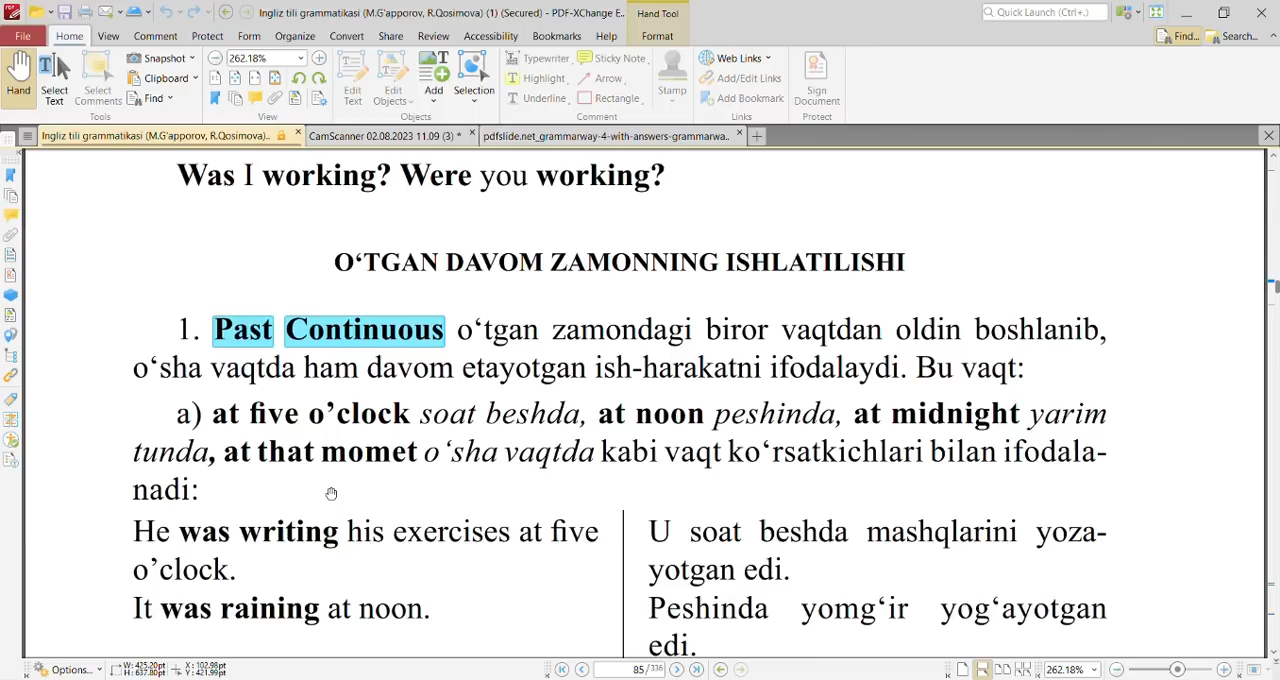 Ingliz tili grammatikasi (M.G'apporov, R.Qosimova) (1) (Secured) - PDF-XChange E...
Hand Tool
Quick Launch (Ctrl+.)
File Home View Comment Protect Form Organize Convert Share Review Accessibility Bookmarks Help Format
Find... Search...
Hand
Select Text
Select Comments
Snapshot
Clipboard
Find
Tools
262.18%
View
Edit Text
Edit Objects
Add
Selection
Objects
Typewriter Sticky Note
Highlight Arrow
Underline Rectangle
Stamp
Comment
Web Links
Add/Edit Links
Add Bookmark
Links
Sign Document
Protect
Ingliz tili grammatikasi (M.G'apporov, R.Qosimova)..
CamScanner 02.08.2023 11.09 (3) *
pdfslide.net_grammarway-4-with-answers-grammarwa..
Was I working? Were you working?
O‘TGAN DAVOM ZAMONNING ISHLATILISHI
1. Past Continuous o‘tgan zamondagi biror vaqtdan oldin boshlanib,
o‘sha vaqtda ham davom etayotgan ish-harakatni ifodalaydi. Bu vaqt:
a) at five o’clock soat beshda, at noon peshinda, at midnight yarim
tunda, at that momet o‘sha vaqtda kabi vaqt ko‘rsatkichlari bilan ifodala-
nadi:
He was writing his exercises at five
o’clock.
It was raining at noon.
U soat beshda mashqlarini yoza-
yotgan edi.
Peshinda yomg‘ir yog‘ayotgan
edi.
Options...
W: 425.20pt
H: 637.80pt
X: 102.98pt
Y: 421.99pt
85 / 336
262.18%